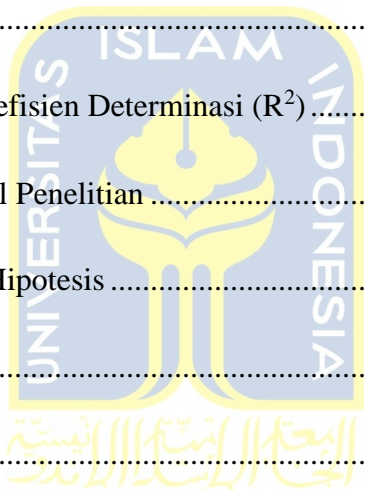 efisien Determinasi (R²)
l Penelitian
Hipotesis
UNIVERSITAS
ISLAM
INDONESIA